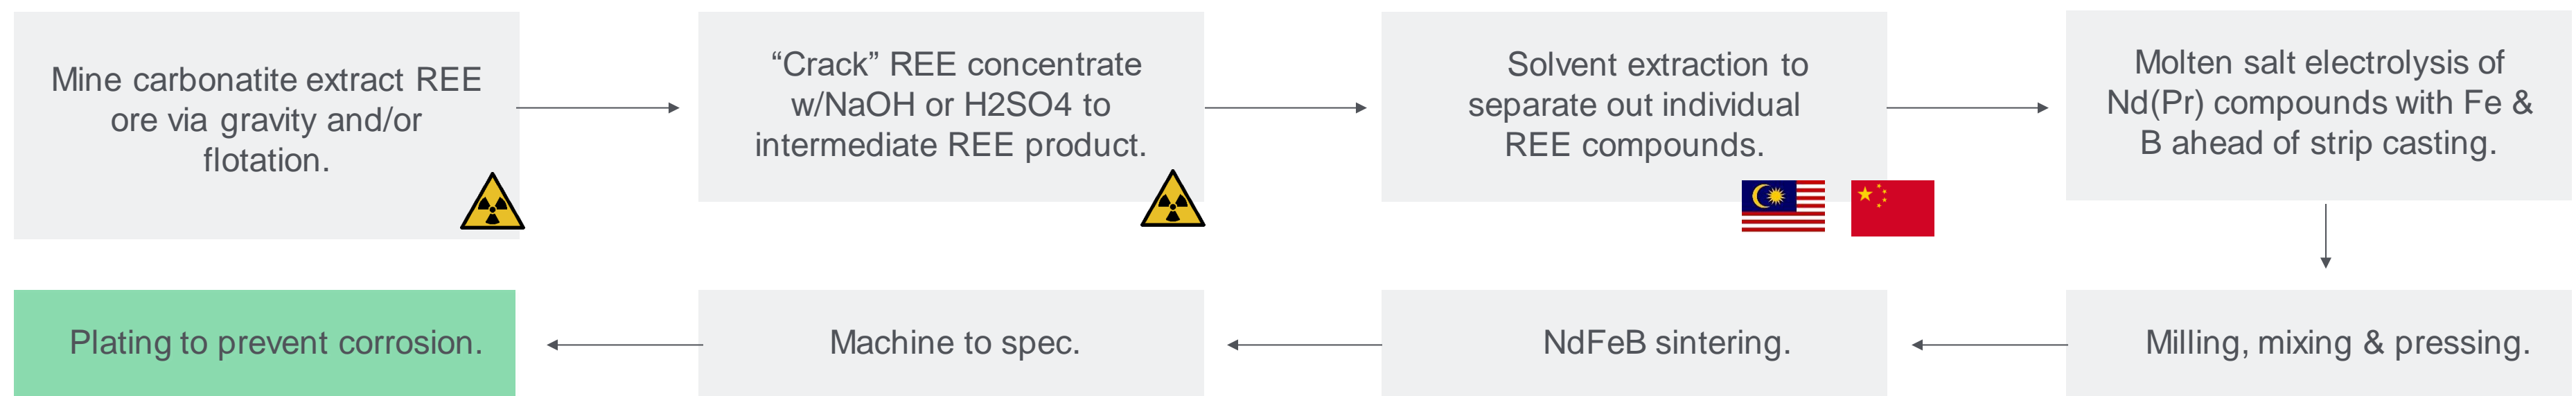 Mine carbonatite extract REE
ore via gravity and/or
flotation.
“Crack” REE concentrate
w/NaOH or H2SO4 to
intermediate REE product.
Solvent extraction to
separate out individual
REE compounds.
Molten salt electrolysis of
Nd(Pr) compounds with Fe &
B ahead of strip casting.
Milling, mixing & pressing.
NdFeB sintering.
Machine to spec.
Plating to prevent corrosion.